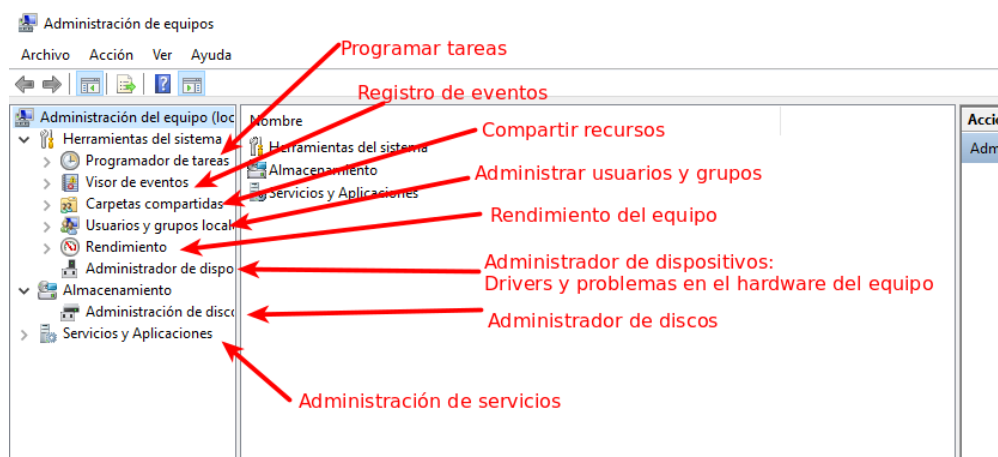 Administración de equipos
Archivo Acción Ver Ayuda
Programar tareas
Registro de eventos
Compartir recursos
Administrar usuarios y grupos
Rendimiento del equipo
Administrador de dispositivos:
Drivers y problemas en el hardware del equipo
Administrador de discos
Administración de servicios
Administración del equipo (loc
Herramientas del sistema
Programador de tareas
Visor de eventos
Carpetas compartidas
Usuarios y grupos local
Rendimiento
Administrador de dispo
Almacenamiento
Administración de disco
Servicios y Aplicaciones
Nombre
Herramientas del sistema
Almacenamiento
Servicios y Aplicaciones
Acci
Adm